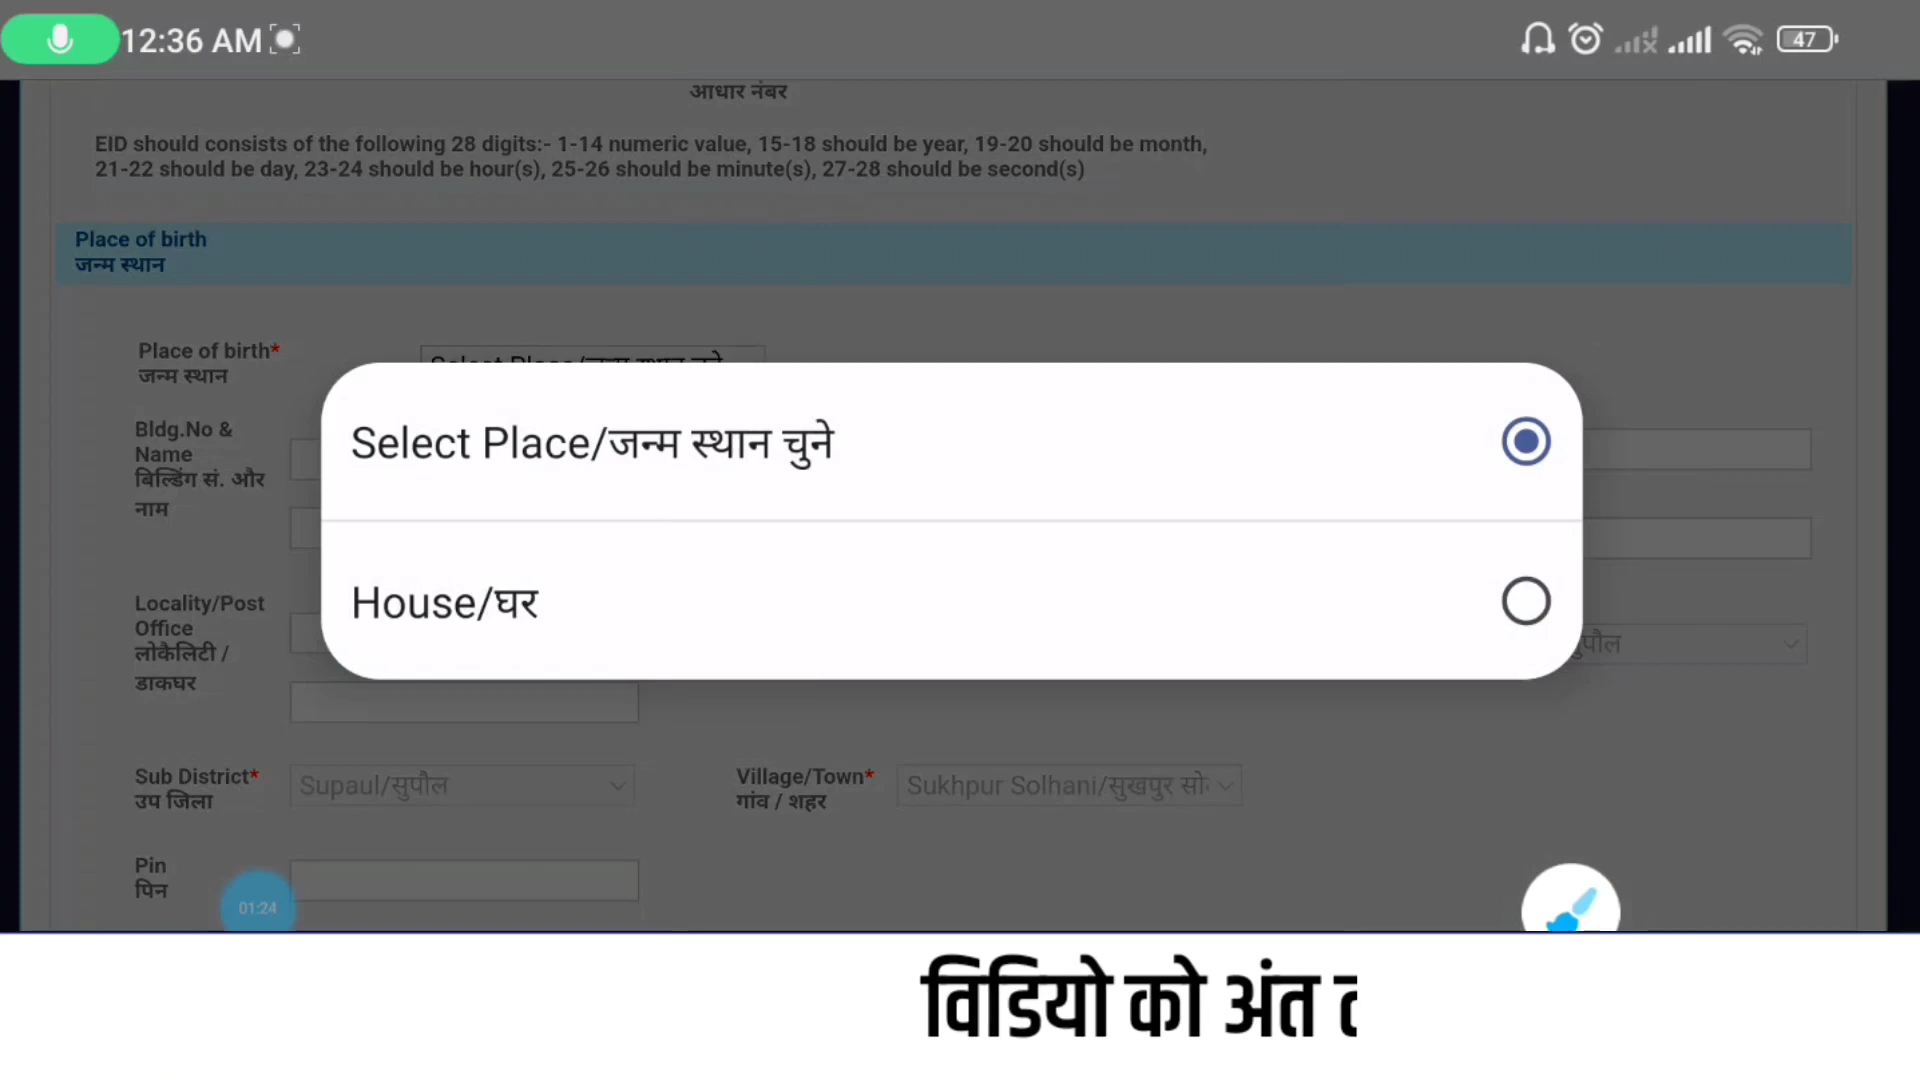 12:36 AM
47
आधार नंबर
EID should consists of the following 28 digits:- 1-14 numeric value, 15-18 should be year, 19-20 should be month,
21-22 should be day, 23-24 should be hour(s), 25-26 should be minute(s), 27-28 should be second(s)
Place of birth
जन्म स्थान
Place of birth*
जन्म स्थान
Select Place/जन्म स्थान चुने
Bldg.No &
Name
बिल्डिंग सं. और
नाम
Select Place/जन्म स्थान चुने
House/घर
Locality/Post
Office
लोकैलिटी /
डाकघर
Sub District*
उप जिला
Supaul/सुपौल
Village/Town*
गांव / शहर
Sukhpur Solhani/सुखपुर
Pin
पिन
01:24
विडियो को अंत